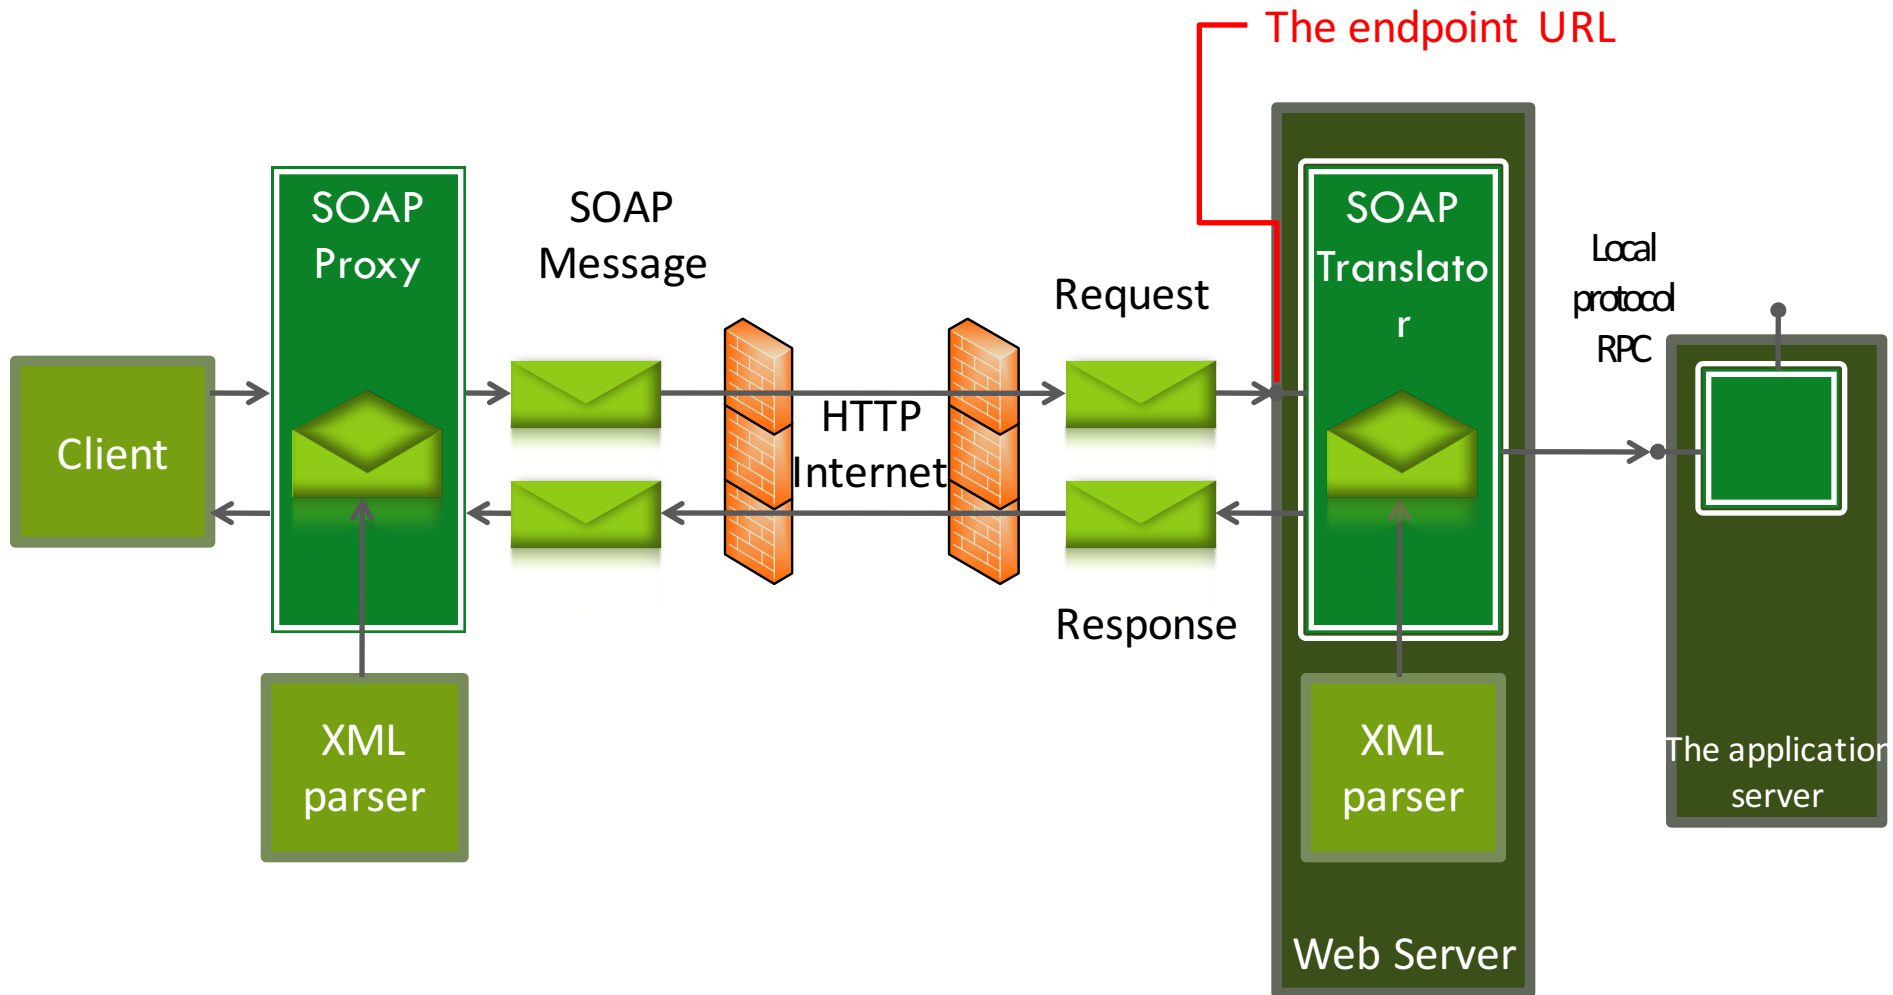 The endpoint URL
SOAP
Proxy
SOAP
Message
SOAP
Translato
r
Local
protocol
RPC
Request
Client
HTTP
Internet
Response
XML
parser
XML
parser
The application
server
Web Server